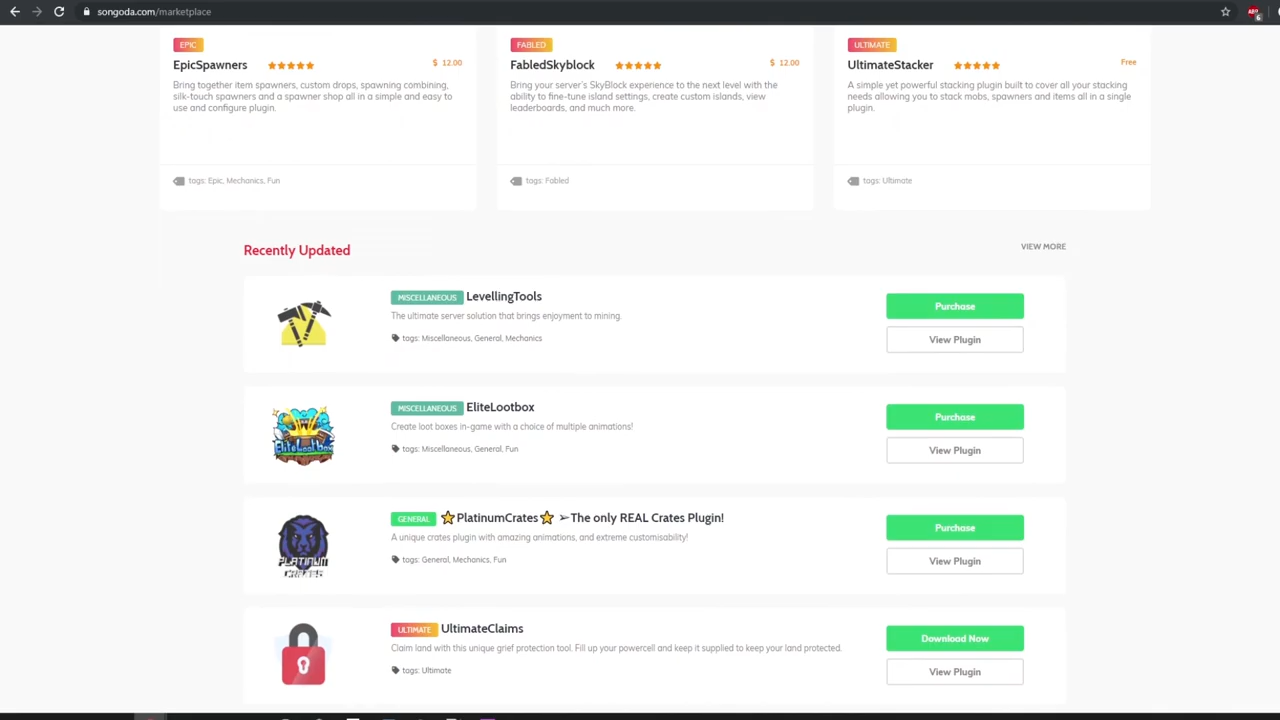 songoda.com/marketplace
ABP
6
EPIC
EpicSpawners
$ 12.00
Bring together item spawners, custom drops, spawning combining,
silk-touch spawners and a spawner shop all in a simple and easy to
use and configure plugin.
tags: Epic, Mechanics, Fun
FABLED
FabledSkyblock
$ 12.00
Bring your server's SkyBlock experience to the next level with the
ability to fine-tune island settings, create custom islands, view
leaderboards, and much more.
tags: Fabled
ULTIMATE
UltimateStacker
Free
A simple yet powerful stacking plugin built to cover all your stacking
needs allowing you to stack mobs, spawners and items all in a single
plugin.
tags: Ultimate
Recently Updated
VIEW MORE
MISCELLANEOUS LevellingTools
The ultimate server solution that brings enjoyment to mining.
tags: Miscellaneous, General, Mechanics
Purchase
View Plugin
EliteLootbox
MISCELLANEOUS EliteLootbox
Create loot boxes in-game with a choice of multiple animations!
tags: Miscellaneous, General, Fun
Purchase
View Plugin
PLATINUM
CRATES
GENERAL ⭐PlatinumCrates⭐ ➢The only REAL Crates Plugin!
A unique crates plugin with amazing animations, and extreme customisability!
tags: General, Mechanics, Fun
Purchase
View Plugin
ULTIMATE UltimateClaims
Claim land with this unique grief protection tool. Fill up your powercell and keep it supplied to keep your land protected.
tags: Ultimate
Download Now
View Plugin